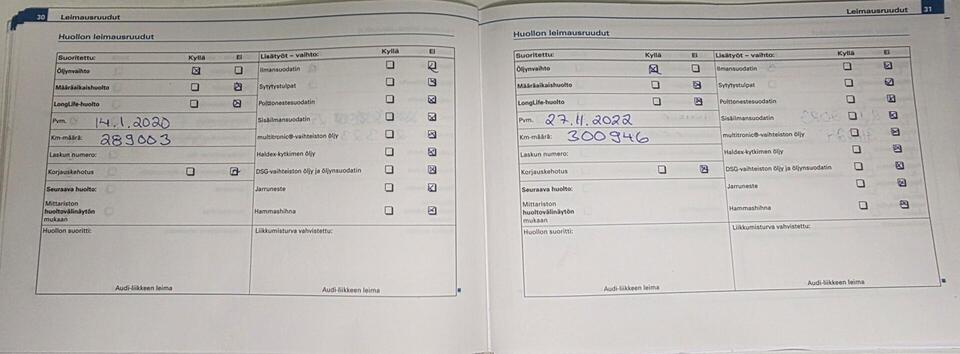 30 Leimausruudut
Huollon leimausruudut
Suoritettu: Kyllä Ei
Öljynvaihto
Määräaikaishuolto
LongLife-huolto
Pvm. 14.1.2020
Km-määrä: 289003
Laskun numero:
Korjauskehotus
Seuraava huolto:
Mittariston
huoltovälinäytön
mukaan
Huollon suoritti:
Audi-liikkeen leima
Lisätyöt – vaihto: Kyllä Ei
Ilmansuodatin
Sytytystulpat
Polttonestesuodatin
Sisäilmansuodatin
multitronic®-vaihteiston öljy
Haldex-kytkimen öljy
DSG-vaihteiston öljy ja öljynsuodatin
Jarruneste
Hammashihna
Liikkumisturva vahvistettu:
Audi-liikkeen leima
Leimausruudut 31
Huollon leimausruudut
Suoritettu: Kyllä Ei
Öljynvaihto
Määräaikaishuolto
LongLife-huolto
Pvm. 27.11.2022
Km-määrä: 300946
Laskun numero:
Korjauskehotus
Seuraava huolto:
Mittariston
huoltovälinäytön
mukaan
Huollon suoritti:
Audi-liikkeen leima
Lisätyöt – vaihto: Kyllä Ei
Ilmansuodatin
Sytytystulpat
Polttonestesuodatin
Sisäilmansuodatin
multitronic®-vaihteiston öljy
Haldex-kytkimen öljy
DSG-vaihteiston öljy ja öljynsuodatin
Jarruneste
Hammashihna
Liikkumisturva vahvistettu:
Audi-liikkeen leima